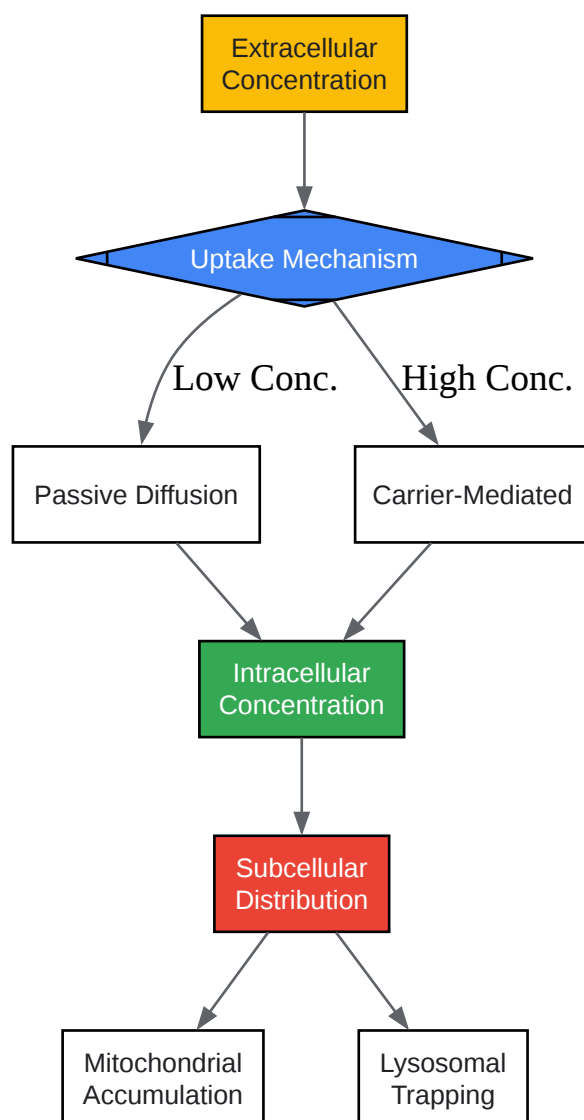 Extracellular
Concentration
Uptake Mechanism
Low Conc.
High Conc.
Passive Diffusion
Carrier-Mediated
Intracellular
Concentration
Subcellular
Distribution
Mitochondrial
Accumulation
Lysosomal
Trapping